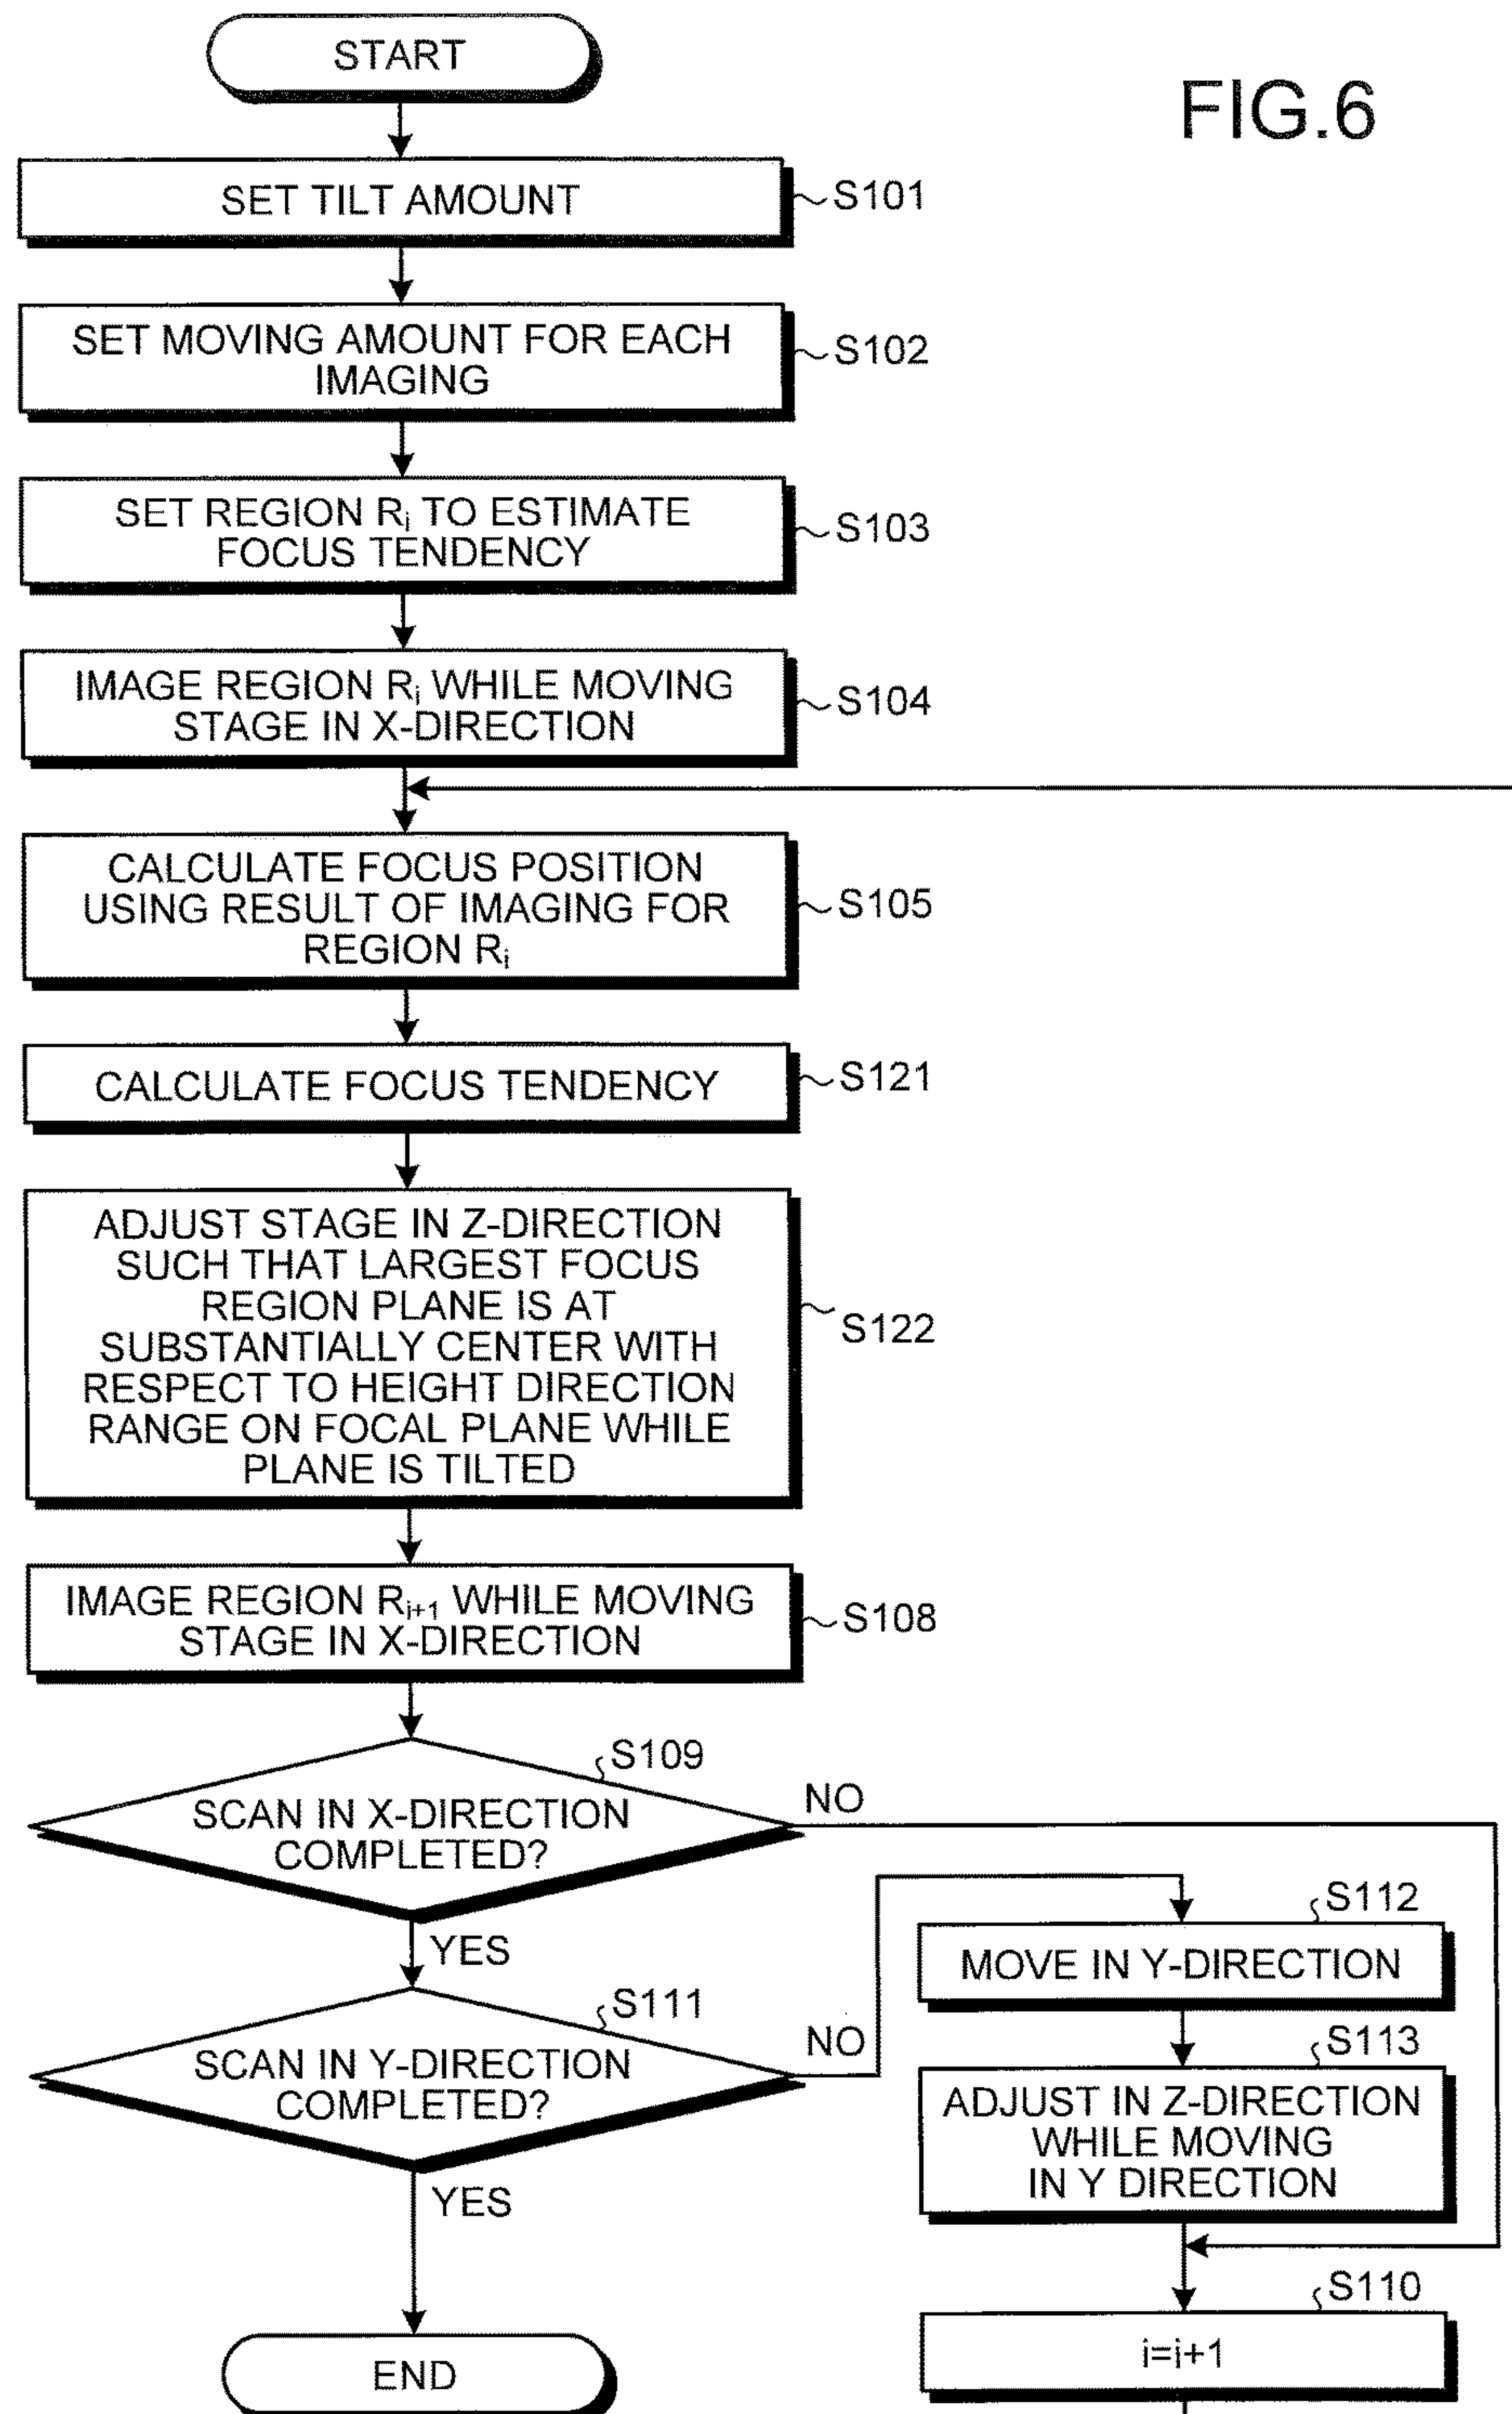 START
FIG.6
SET TILT AMOUNT
S101
SET MOVING AMOUNT FOR EACH
IMAGING
S102
SET REGION Ri TO ESTIMATE
FOCUS TENDENCY
S103
IMAGE REGION Ri WHILE MOVING
STAGE IN X-DIRECTION
S104
CALCULATE FOCUS POSITION
USING RESULT OF IMAGING FOR
REGION Ri
S105
CALCULATE FOCUS TENDENCY
S121
ADJUST STAGE IN Z-DIRECTION
SUCH THAT LARGEST FOCUS
REGION PLANE IS AT
SUBSTANTIALLY CENTER WITH
RESPECT TO HEIGHT DIRECTION
RANGE ON FOCAL PLANE WHILE
PLANE IS TILTED
S122
IMAGE REGION Ri+1 WHILE MOVING
STAGE IN X-DIRECTION
S108
S109
SCAN IN X-DIRECTION
COMPLETED?
NO
YES
S111
SCAN IN Y-DIRECTION
COMPLETED?
NO
YES
S112
MOVE IN Y-DIRECTION
S113
ADJUST IN Z-DIRECTION
WHILE MOVING
IN Y DIRECTION
S110
i=i+1
END